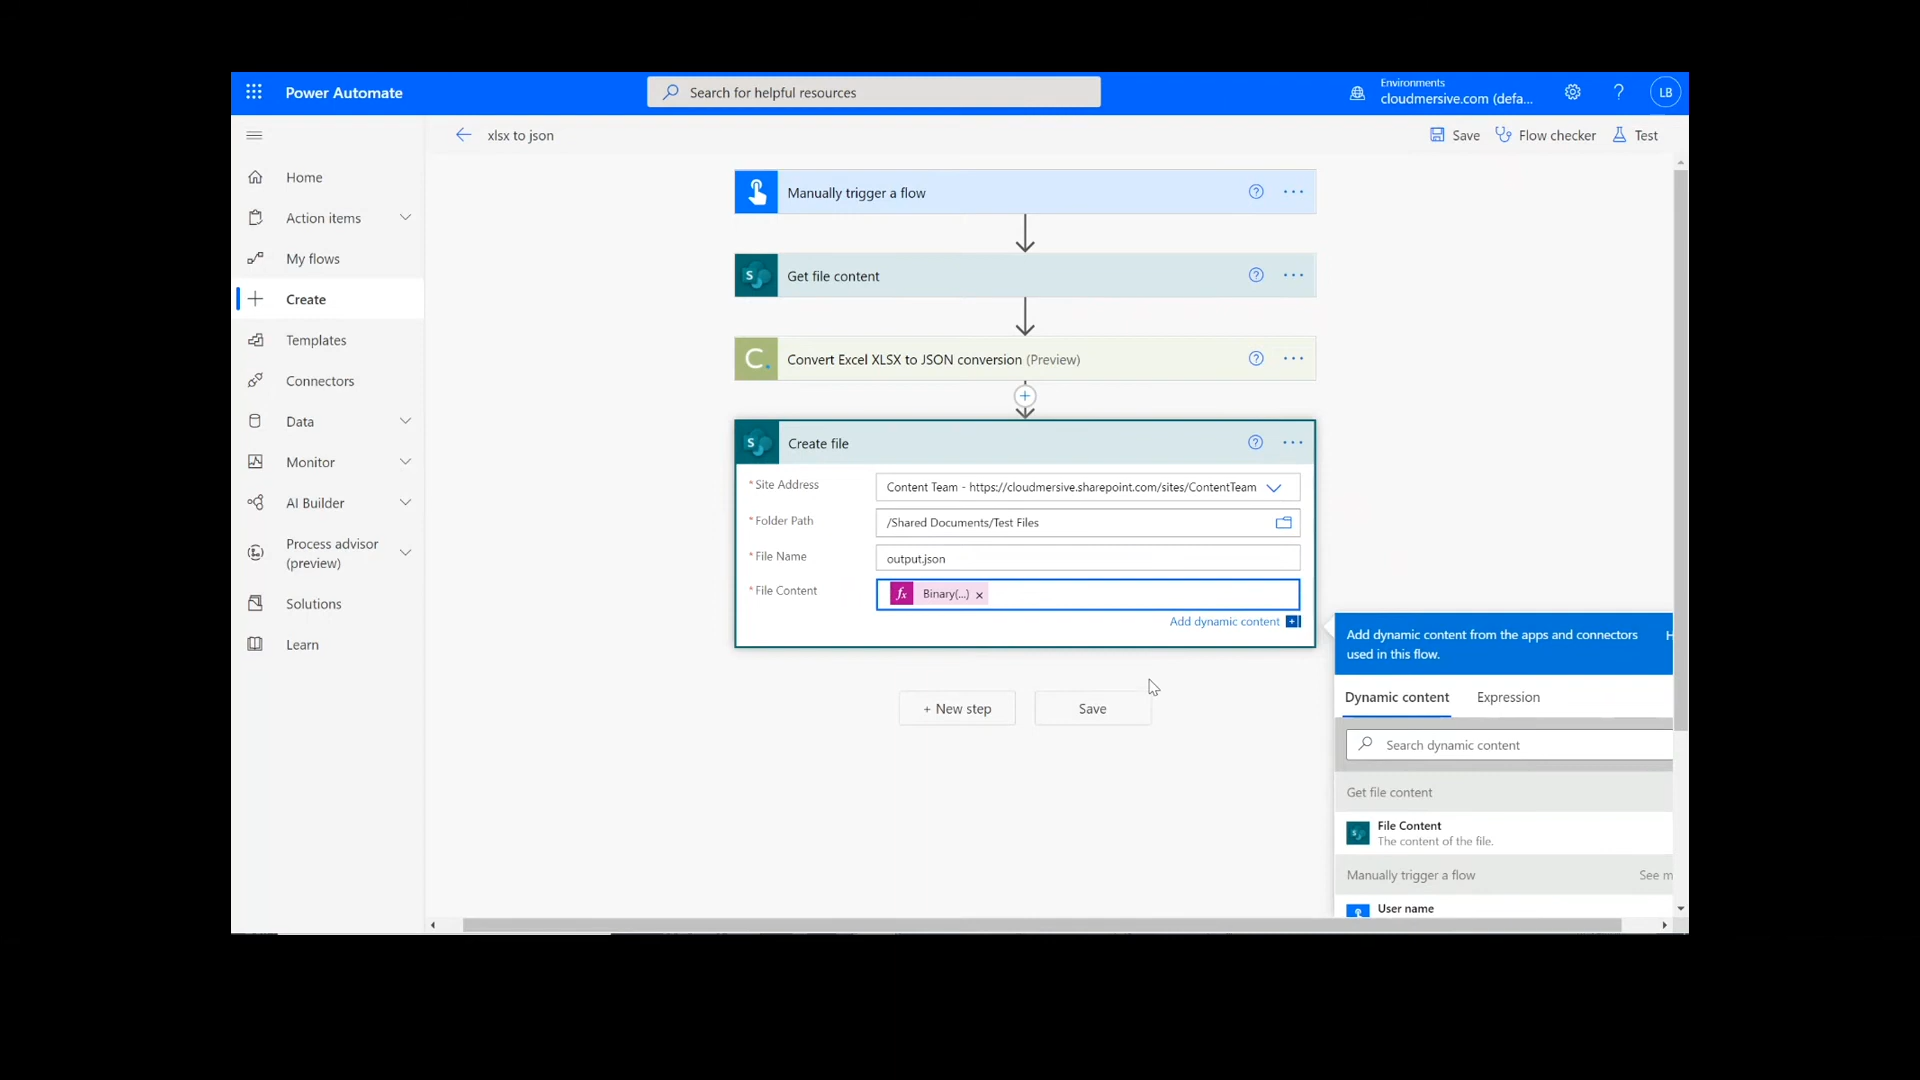 Power Automate
Search for helpful resources
Environments
cloudmersive.com (defa...
?
LB
xlsx to json
Save
Flow checker
Test
Home
Action items
My flows
Create
Templates
Connectors
Data
Monitor
AI Builder
Process advisor
(preview)
Solutions
Learn
Manually trigger a flow
S
Get file content
C.
Convert Excel XLSX to JSON conversion (Preview)
S
Create file
* Site Address
Content Team - https://cloudmersive.sharepoint.com/sites/ContentTeam
* Folder Path
/Shared Documents/Test Files
* File Name
output.json
* File Content
fx Binary(...) ×
Add dynamic content
+ New step
Save
Add dynamic content from the apps and connectors
used in this flow.
H
Dynamic content
Expression
Search dynamic content
Get file content
File Content
The content of the file.
Manually trigger a flow
See m
User name